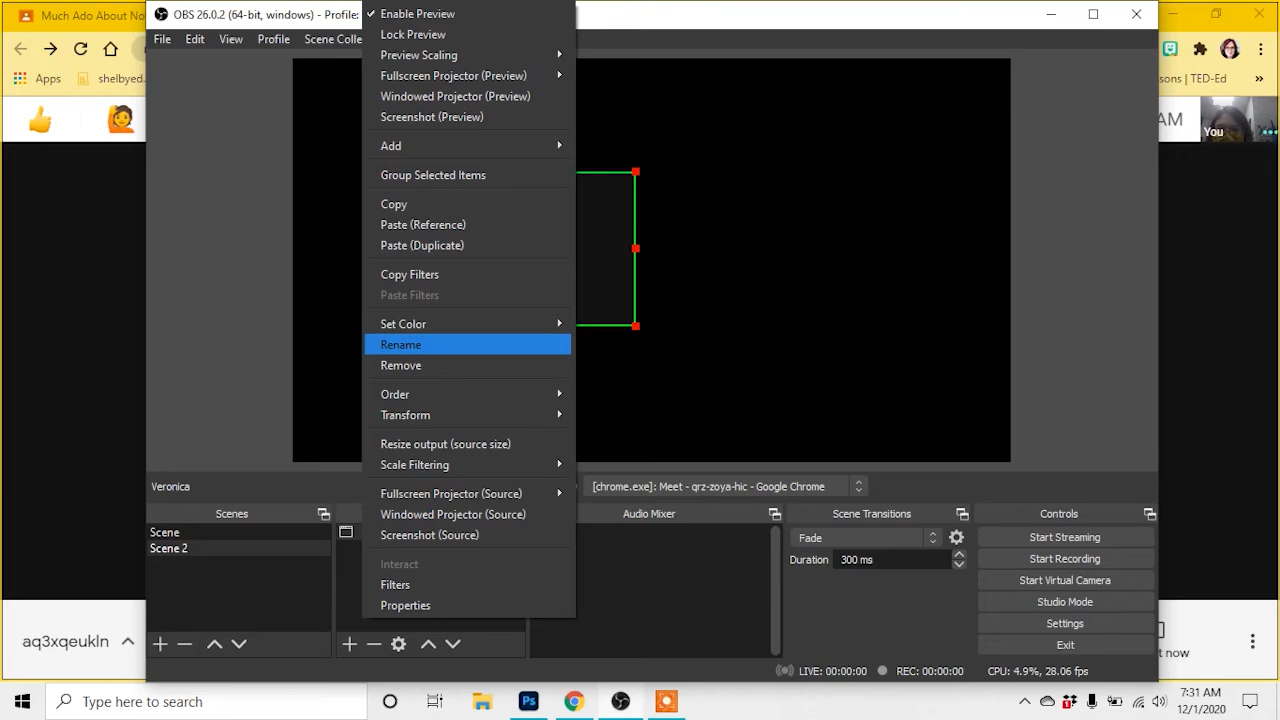 Much Ado About No
OBS 26.0.2 (64-bit, windows) - Profile:
File Edit View Profile Scene Colle
Apps shelbyed.
sons | TED-Ed
AM
You
Enable Preview
Lock Preview
Preview Scaling
Fullscreen Projector (Preview)
Windowed Projector (Preview)
Screenshot (Preview)
Add
Group Selected Items
Copy
Paste (Reference)
Paste (Duplicate)
Copy Filters
Paste Filters
Set Color
Rename
Remove
Order
Transform
Resize output (source size)
Scale Filtering
Fullscreen Projector (Source)
Windowed Projector (Source)
Screenshot (Source)
Interact
Filters
Properties
Veronica
[chrome.exe]: Meet - qrz-zoya-hic - Google Chrome
Scenes
Scene
Scene 2
Audio Mixer
Scene Transitions
Fade
Duration 300 ms
Controls
Start Streaming
Start Recording
Start Virtual Camera
Studio Mode
Settings
Exit
LIVE: 00:00:00 REC: 00:00:00 CPU: 4.9%, 28.06 fps
aq3xqeukln
t now
Type here to search
Ps
7:31 AM
12/1/2020